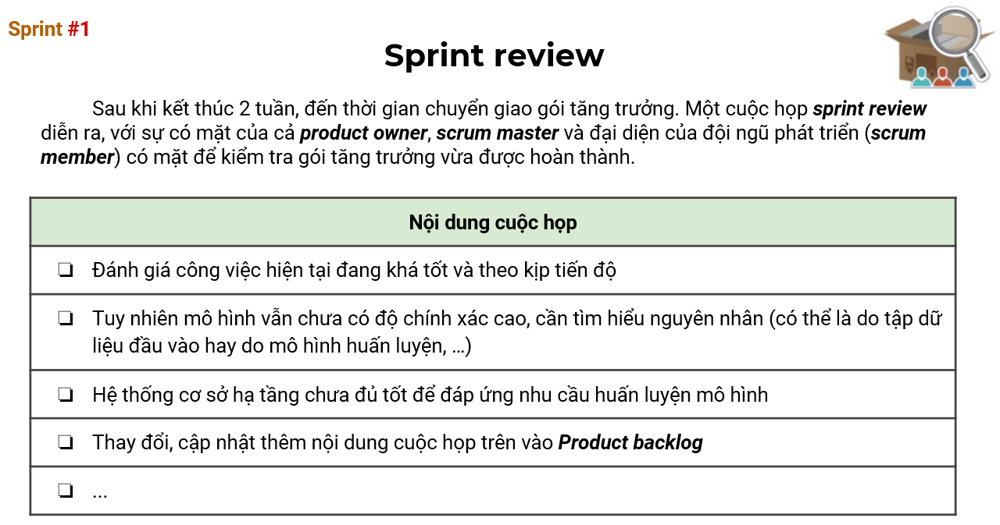 Sprint #1
Sprint review
Sau khi kết thúc 2 tuần, đến thời gian chuyển giao gói tăng trưởng. Một cuộc họp sprint review
diễn ra, với sự có mặt của cả product owner, scrum master và đại diện của đội ngũ phát triển (scrum
member) có mặt để kiểm tra gói tăng trưởng vừa được hoàn thành.
Nội dung cuộc họp
❏ Đánh giá công việc hiện tại đang khá tốt và theo kịp tiến độ
❏ Tuy nhiên mô hình vẫn chưa có độ chính xác cao, cần tìm hiểu nguyên nhân (có thể là do tập dữ
liệu đầu vào hay do mô hình huấn luyện, ...)
❏ Hệ thống cơ sở hạ tầng chưa đủ tốt để đáp ứng nhu cầu huấn luyện mô hình
❏ Thay đổi, cập nhật thêm nội dung cuộc họp trên vào Product backlog
❏ ...